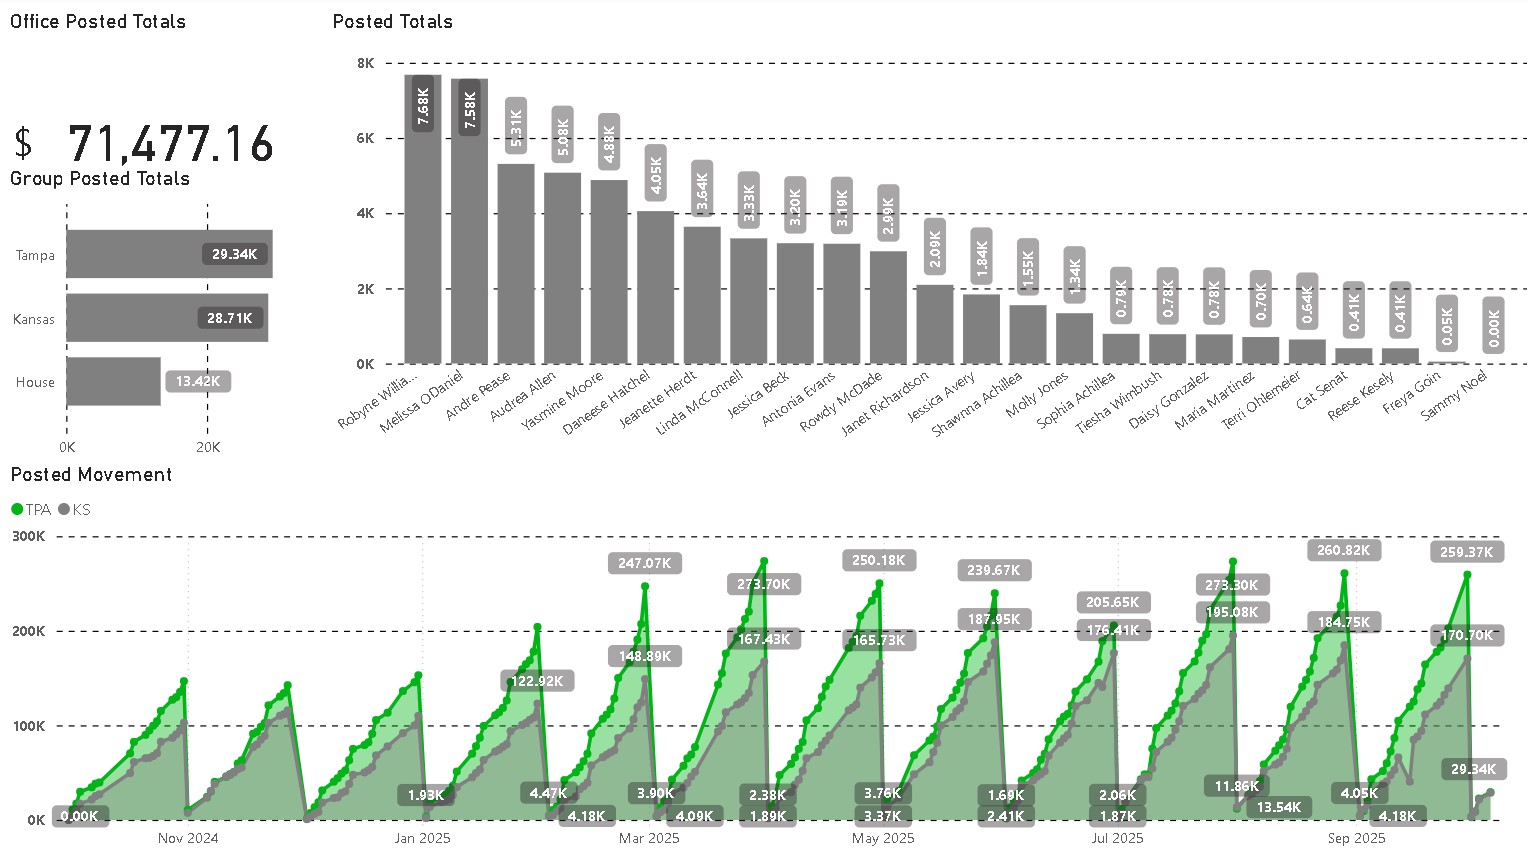 Office Posted Totals
$ 71,477.16
Group Posted Totals
Tampa 29.34K
Kansas 28.71K
House 13.42K
0K 20K
Posted Totals
8K
6K
4K
2K
0K
7.68K 7.58K 5.31K 5.08K 4.88K 4.05K 3.64K 3.33K 3.20K 3.19K 2.99K 2.09K 1.84K 1.55K 1.34K 0.79K 0.78K 0.78K 0.70K 0.64K 0.41K 0.41K 0.05K 0.00K
Robyne Willia...
Melissa ODaniel
Andre Pease
Audrea Allen
Yasmine Moore
Daneese Hatchel
Jeanette Herdt
Linda McConnell
Jessica Beck
Antonia Evans
Rowdy McDade
Janet Richardson
Jessica Avery
Shawnna Achillea
Molly Jones
Sophia Achillea
Tiesha Wimbush
Daisy Gonzalez
Maria Martinez
Terri Ohlemeier
Cat Senat
Reese Kesely
Freya Goin
Sammy Noel
Posted Movement
TPA KS
300K
200K
100K
0K
247.07K 273.70K 250.18K 239.67K 205.65K 273.30K 260.82K 259.37K
122.92K 148.89K 167.43K 165.73K 187.95K 176.41K 195.08K 184.75K 170.70K
1.93K 4.47K 3.90K 2.38K 3.76K 1.69K 2.06K 11.86K 4.05K 29.34K
0.00K 4.18K 4.09K 1.89K 3.37K 2.41K 1.87K 13.54K 4.18K
Nov 2024 Jan 2025 Mar 2025 May 2025 Jul 2025 Sep 2025